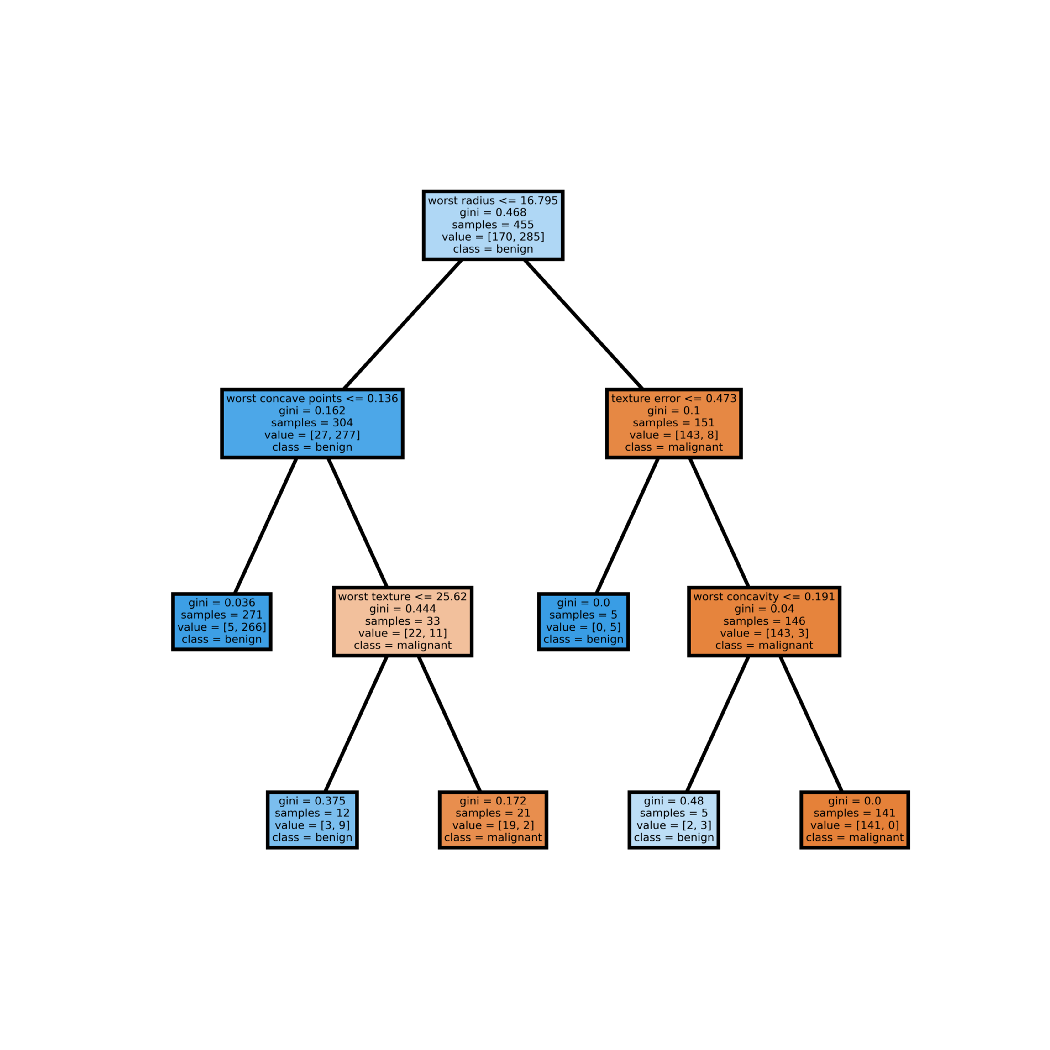 worst radius <= 16.795
gini = 0.468
samples = 455
value = [170, 285]
class = benign
worst concave points <= 0.136
gini = 0.162
samples = 304
value = [27, 277]
class = benign
texture error <= 0.473
gini = 0.1
samples = 151
value = [143, 8]
class = malignant
gini = 0.036
samples = 271
value = [5, 266]
class = benign
worst texture <= 25.62
gini = 0.444
samples = 33
value = [22, 11]
class = malignant
gini = 0.0
samples = 5
value = [0, 5]
class = benign
worst concavity <= 0.191
gini = 0.04
samples = 146
value = [143, 3]
class = malignant
gini = 0.375
samples = 12
value = [3, 9]
class = benign
gini = 0.172
samples = 21
value = [19, 2]
class = malignant
gini = 0.48
samples = 5
value = [2, 3]
class = benign
gini = 0.0
samples = 141
value = [141, 0]
class = malignant